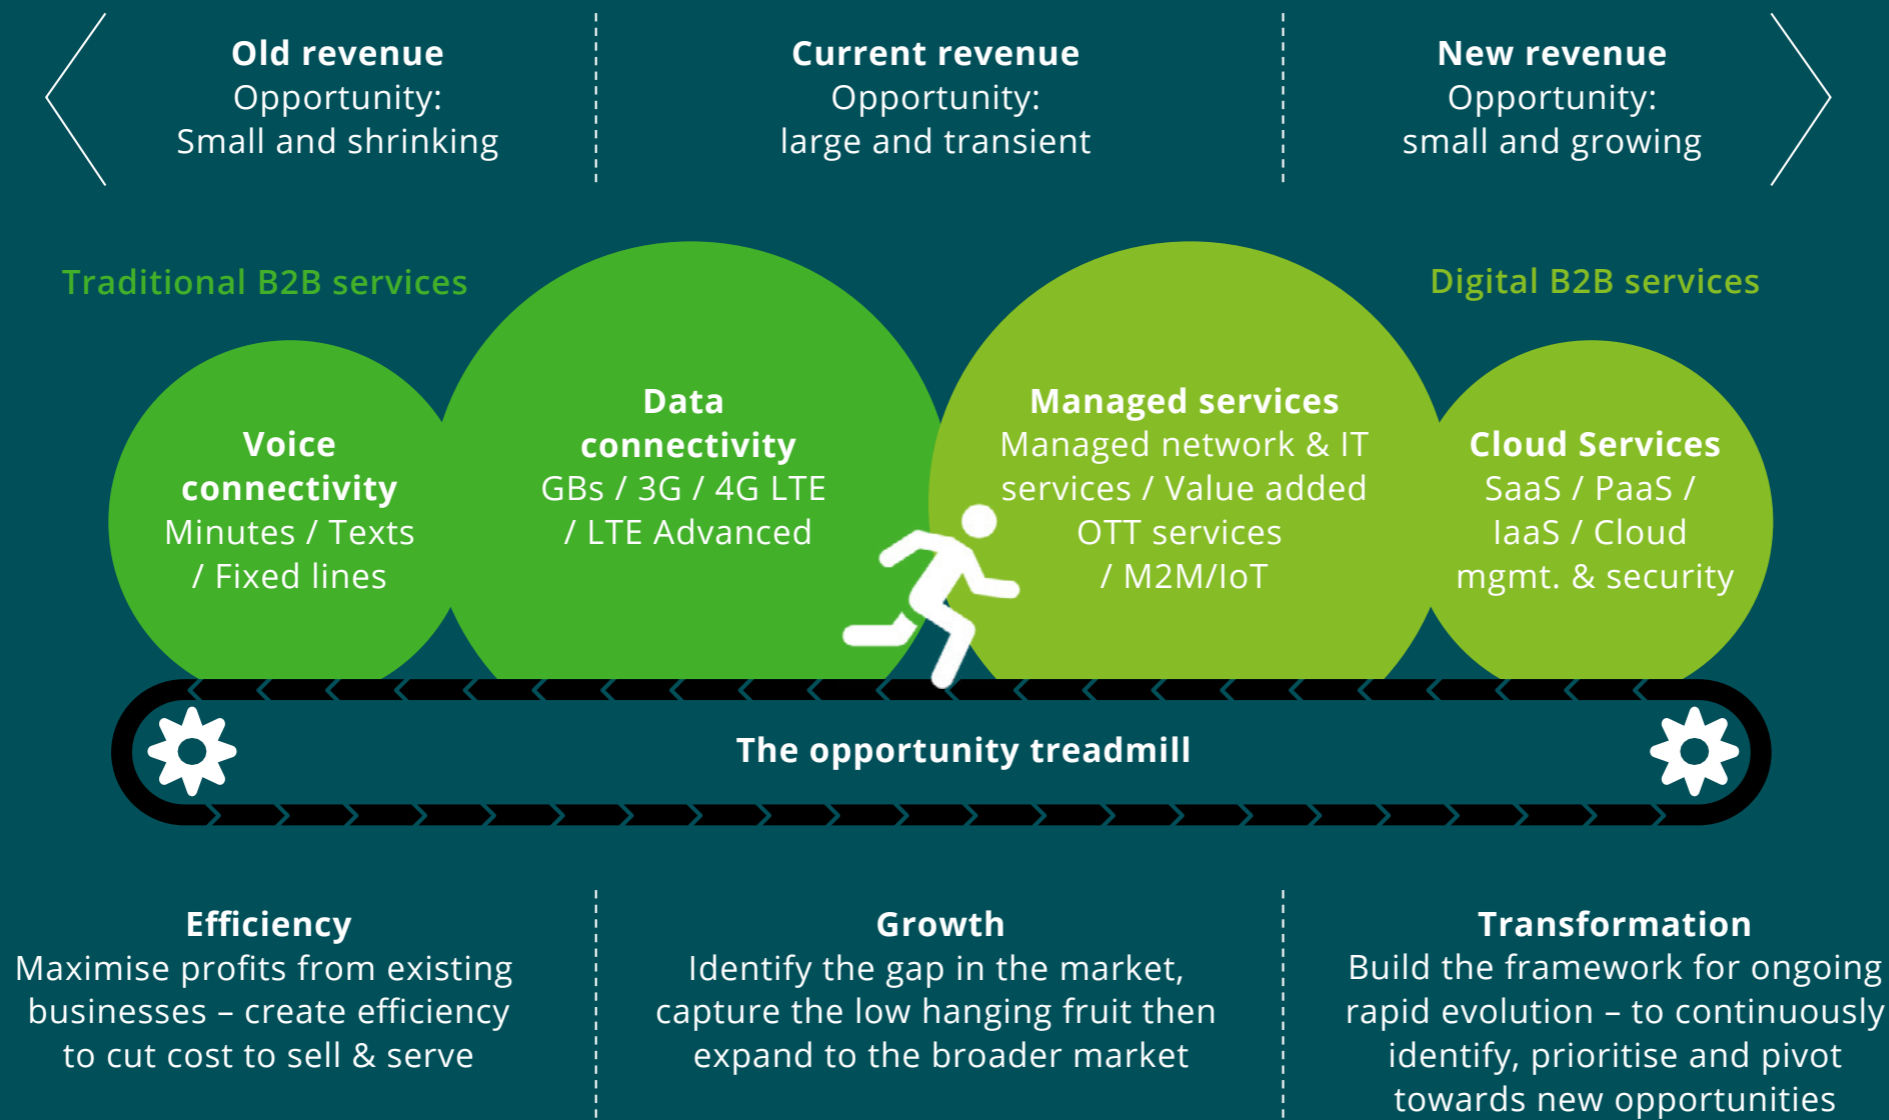 Old revenue
Opportunity:
Small and shrinking
Current revenue
Opportunity:
large and transient
New revenue
Opportunity:
small and growing
Traditional B2B services
Digital B2B services
Voice
connectivity
Minutes / Texts
/ Fixed lines
Data
connectivity
GBs / 3G / 4G LTE
/ LTE Advanced
Managed services
Managed network & IT
services / Value added
OTT services
/ M2M/IoT
Cloud Services
SaaS / PaaS /
IaaS / Cloud
mgmt. & security
The opportunity treadmill
Efficiency
Maximise profits from existing
businesses – create efficiency
to cut cost to sell & serve
Growth
Identify the gap in the market,
capture the low hanging fruit then
expand to the broader market
Transformation
Build the framework for ongoing
rapid evolution – to continuously
identify, prioritise and pivot
towards new opportunities